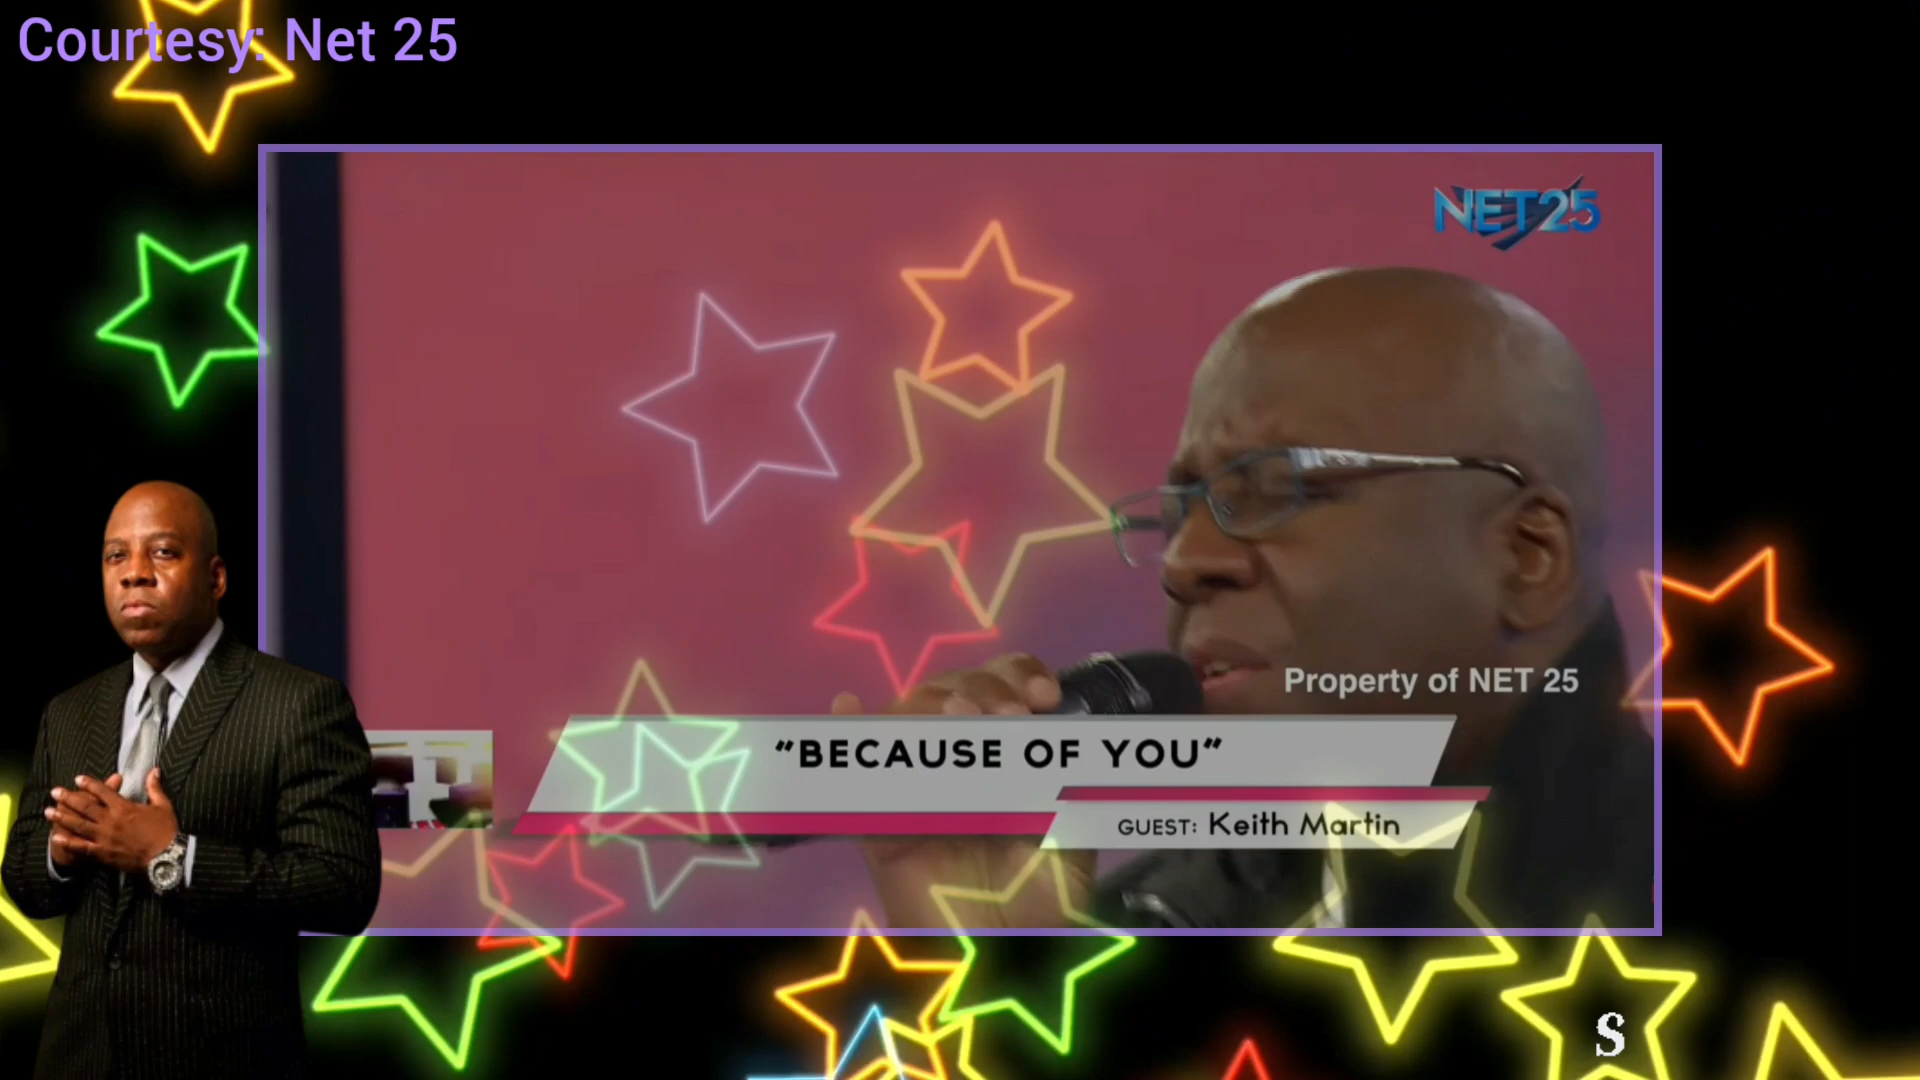 Courtesy: Net 25
NET25
Property of NET 25
“BECAUSE OF YOU”
GUEST: Keith Martin
S